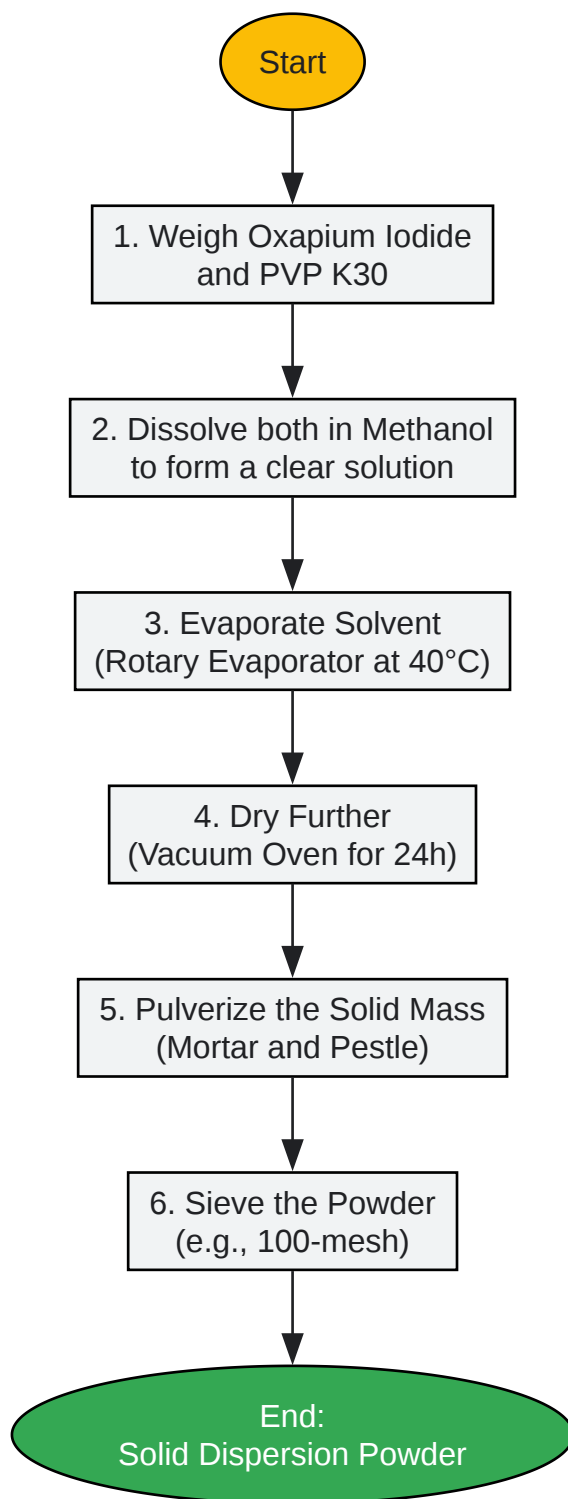 Start
1. Weigh Oxapium Iodide
and PVP K30
2. Dissolve both in Methanol
to form a clear solution
3. Evaporate Solvent
(Rotary Evaporator at 40°C)
4. Dry Further
(Vacuum Oven for 24h)
5. Pulverize the Solid Mass
(Mortar and Pestle)
6. Sieve the Powder
(e.g., 100-mesh)
End:
Solid Dispersion Powder